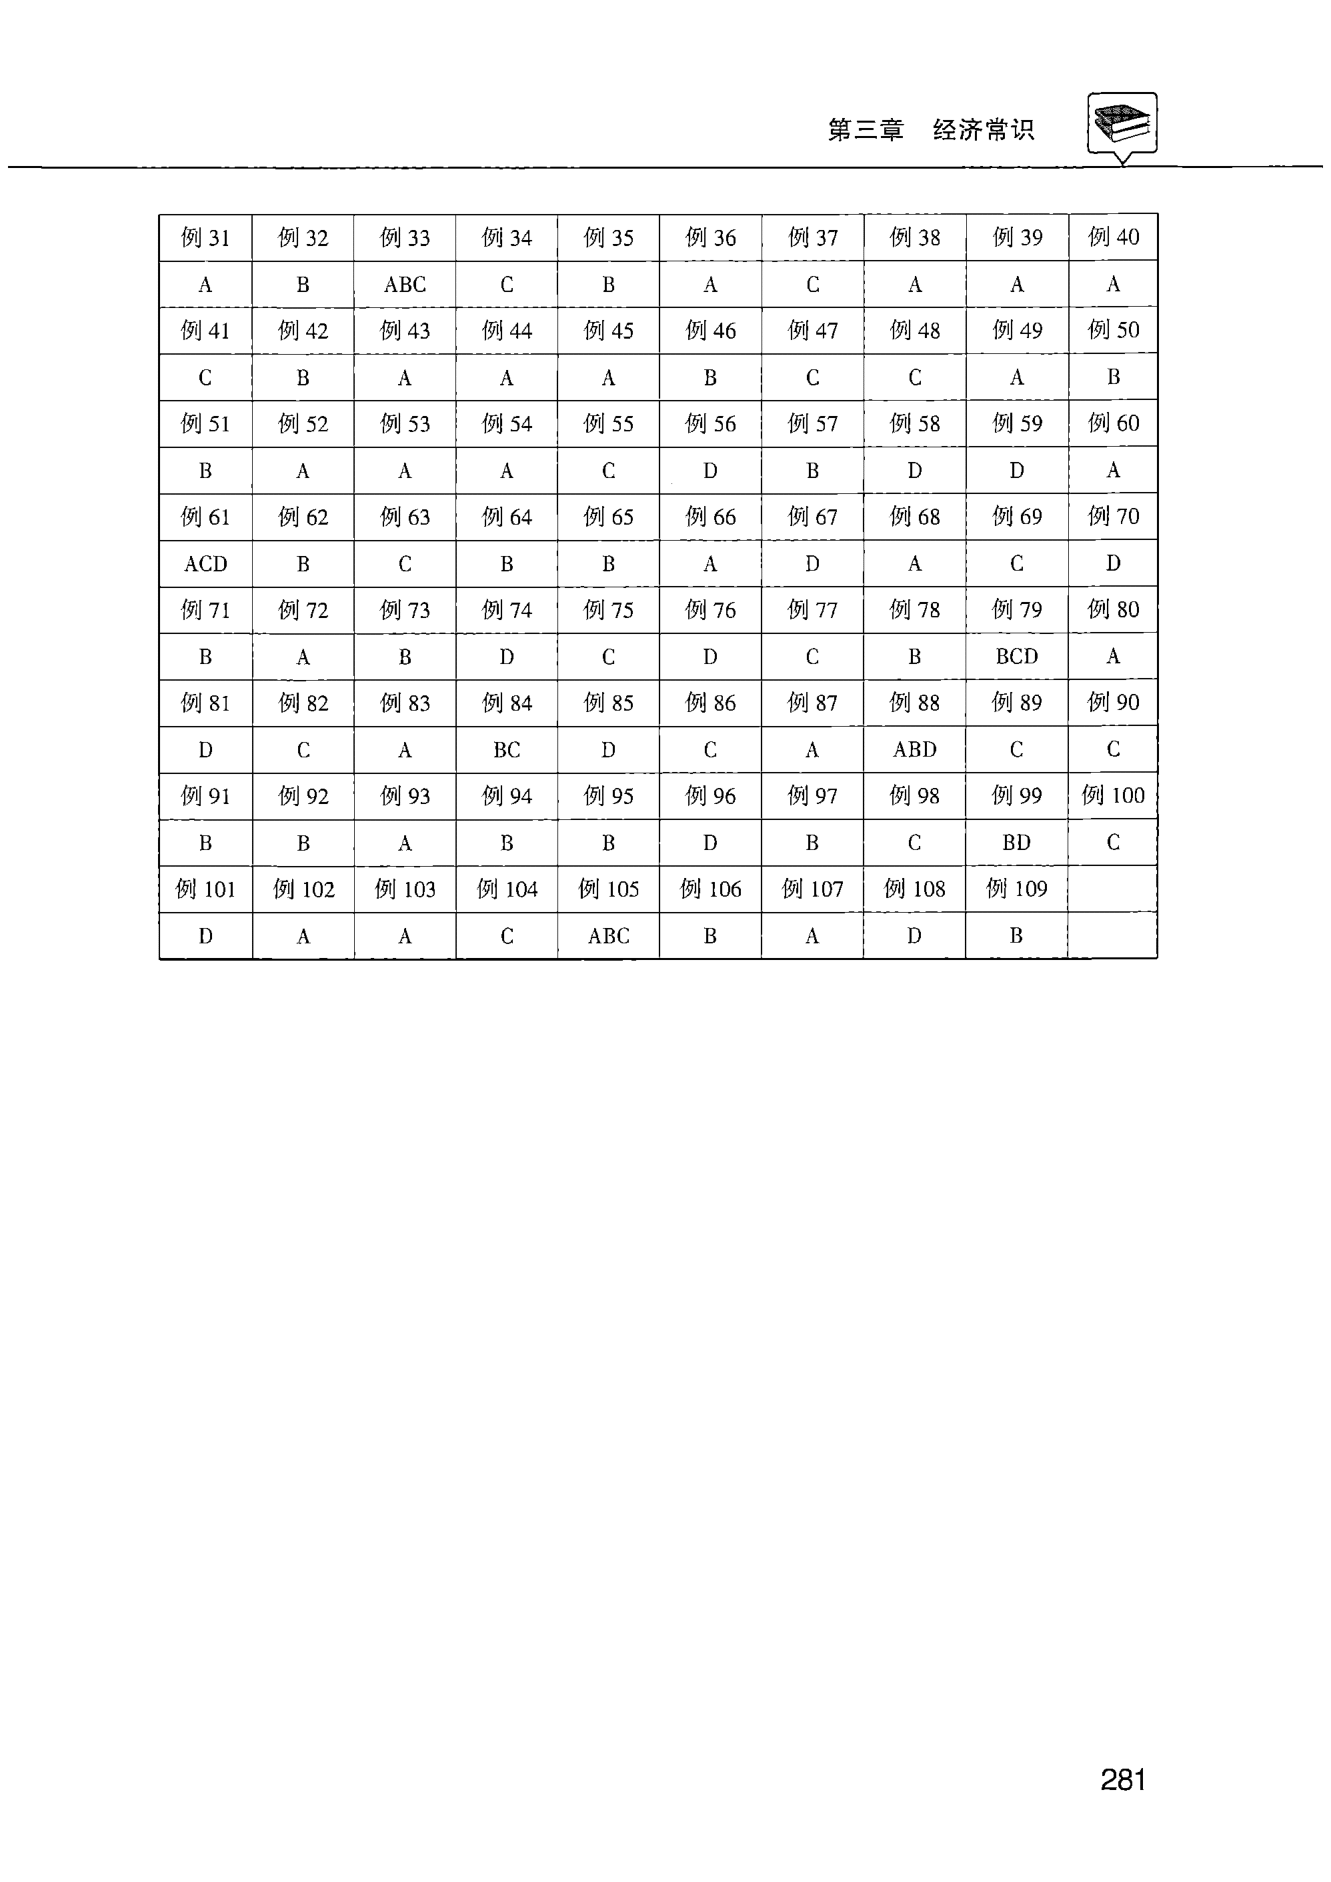 第三章 经济常识
例 31 例 32 例 33 例 34 例 35 例 36 例 37 例 38 例 39 例 40
A B ABC C B A C A A A
例 41 例 42 例 43 例 44 例 45 例 46 例 47 例 48 例 49 例 50
C B A A A B C C A B
例 51 例 52 例 53 例 54 例 55 例 56 例 57 例 58 例 59 例 60
B A A A C D B D D A
例 61 例 62 例 63 例 64 例 65 例 66 例 67 例 68 例 69 例 70
ACD B C B B A D A C D
例 71 例 72 例 73 例 74 例 75 例 76 例 77 例 78 例 79 例 80
B A B D C D C B BCD A
例 81 例 82 例 83 例 84 例 85 例 86 例 87 例 88 例 89 例 90
D C A BC D C A ABD C C
例 91 例 92 例 93 例 94 例 95 例 96 例 97 例 98 例 99 例 100
B B A B B D B C BD C
例 101 例 102 例 103 例 104 例 105 例 106 例 107 例 108 例 109
D A A C ABC B A D B
281